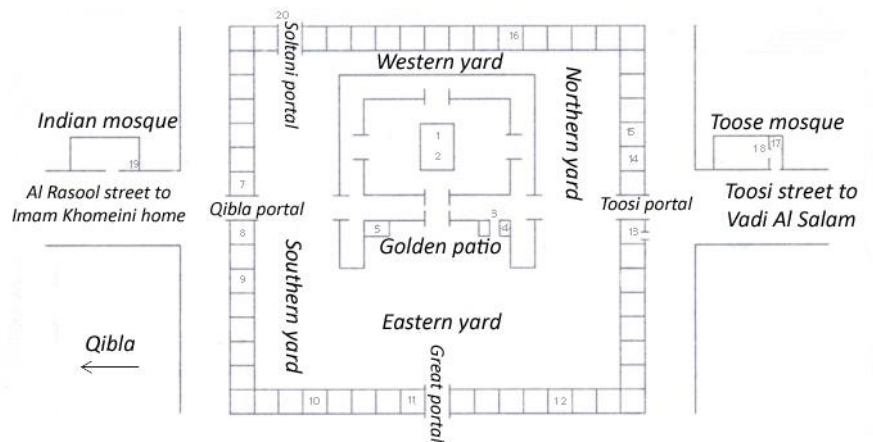 20
Soltani portal
16
Western yard
Northern yard
Indian mosque
19
Al Rasool street to
Imam Khomeini home
1
2
15
14
Toose mosque
18
17
7
Qibla portal
8
9
Toosi portal
13
Toosi street to
Vadi Al Salam
3
4
5
Golden patio
Southern yard
Eastern yard
Qibla
10
11
Great portal
12